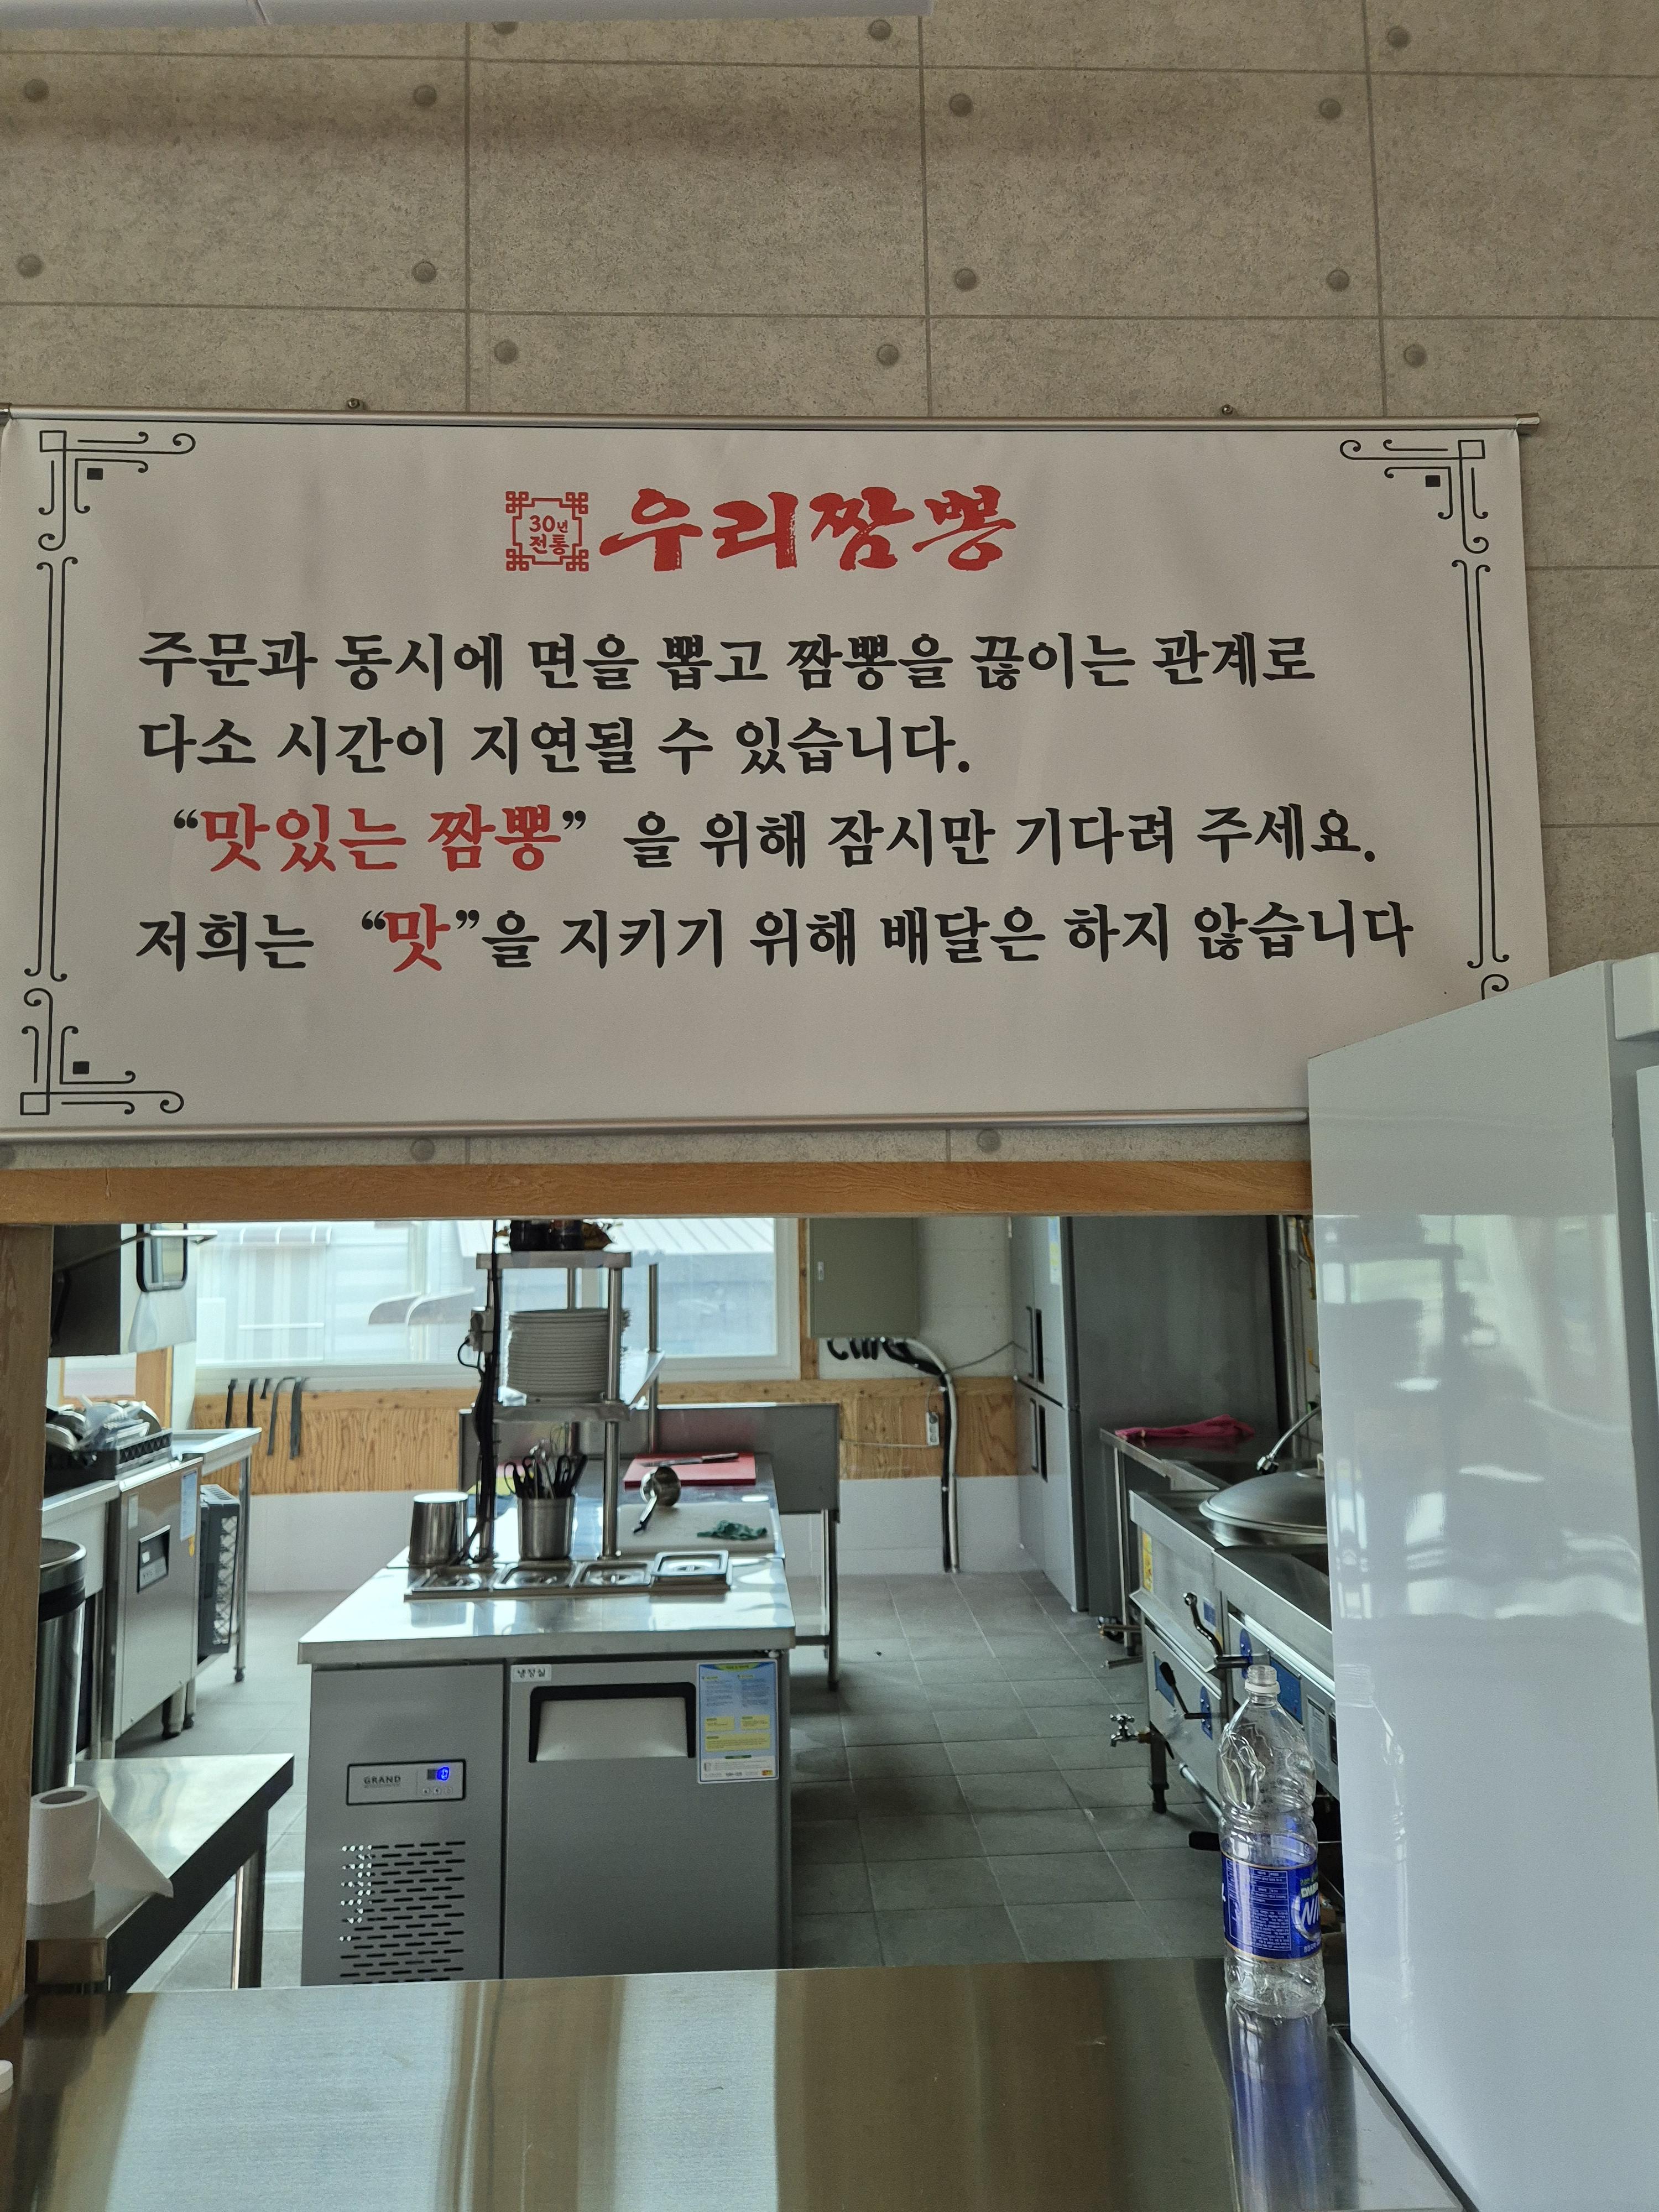 30년
전통
우리짬뽕
주문과 동시에 면을 뽑고 짬뽕을 끓이는 관계로
다소 시간이 지연될 수 있습니다.
“맛있는 짬뽕” 을 위해 잠시만 기다려 주세요.
저희는 “맛”을 지키기 위해 배달은 하지 않습니다
냉장실
GRAND